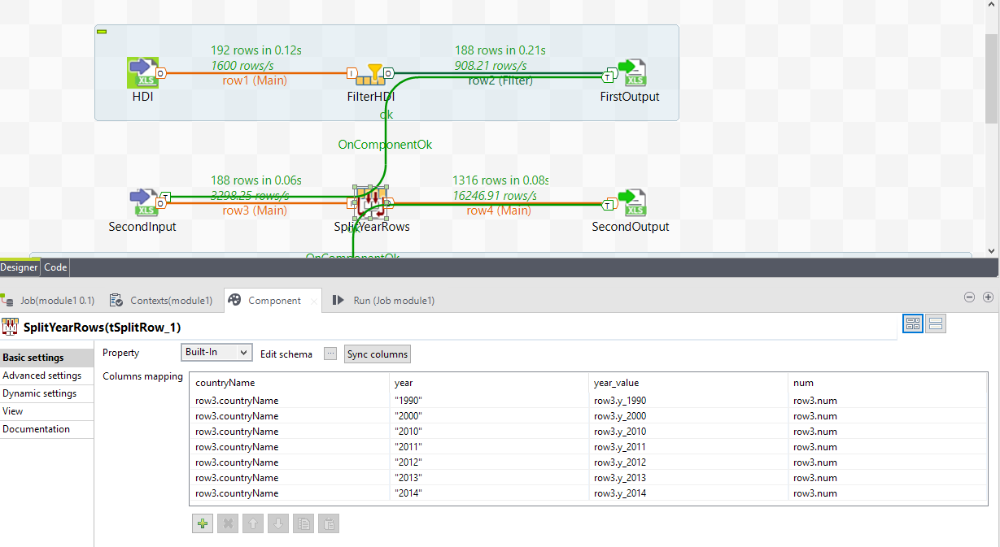 192 rows in 0.12s
188 rows in 0.21s
1600 rows/s
908.21 rows/s
row1 (Main)
row2 (Filter)
HDI
FilterHDI
FirstOutput
ok
OnComponentOk
188 rows in 0.06s
1316 rows in 0.08s
3298.25 rows/s
16246.91 rows/s
row3 (Main)
row4 (Main)
SecondInput
SplitYearRows
SecondOutput
ok
OnComponentOk
Designer Code
Job(module1 0.1) Contexts(module1) Component Run (Job module1)
SplitYearRows(tSplitRow_1)
Basic settings
Advanced settings
Dynamic settings
View
Documentation
Property Built-In Edit schema ... Sync columns
Columns mapping
countryName year year_value num
row3.countryName "1990" row3.y_1990 row3.num
row3.countryName "2000" row3.y_2000 row3.num
row3.countryName "2010" row3.y_2010 row3.num
row3.countryName "2011" row3.y_2011 row3.num
row3.countryName "2012" row3.y_2012 row3.num
row3.countryName "2013" row3.y_2013 row3.num
row3.countryName "2014" row3.y_2014 row3.num